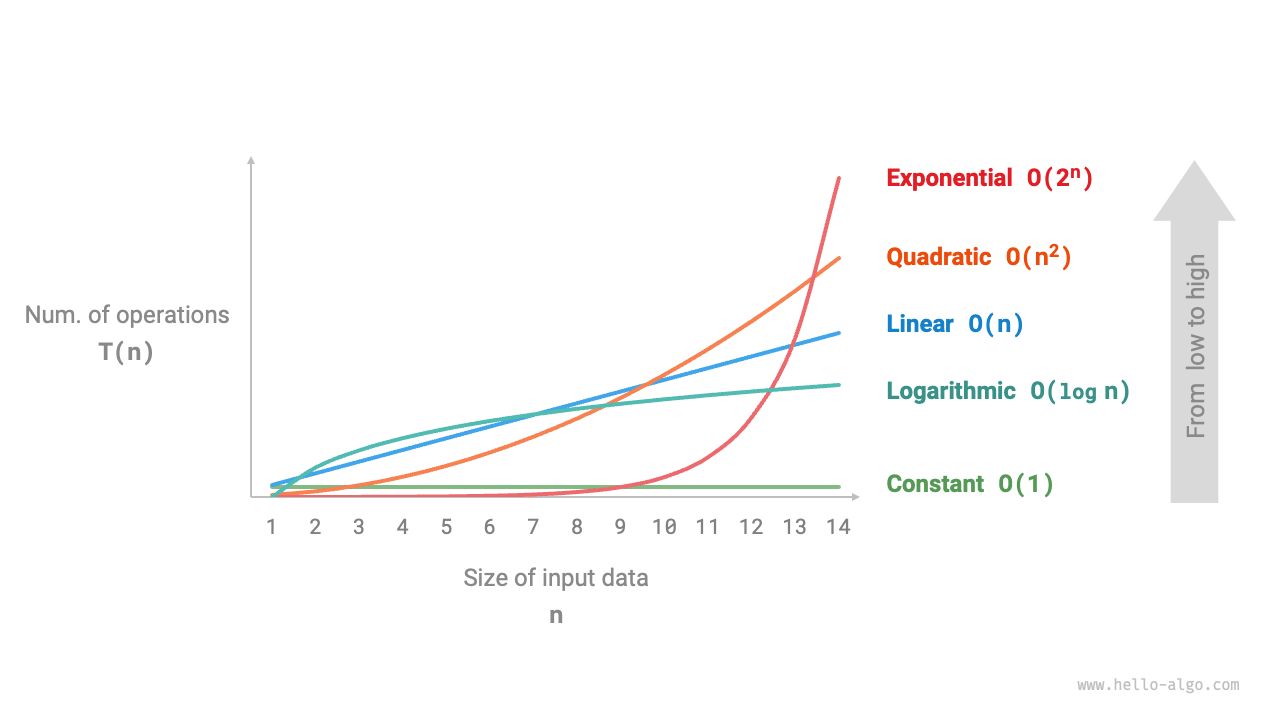 Exponential O(2ⁿ)
Quadratic O(n²)
Num. of operations
T(n)
Linear O(n)
Logarithmic O(log n)
Constant O(1)
From low to high
1 2 3 4 5 6 7 8 9 10 11 12 13 14
Size of input data
n
www.hello-algo.com